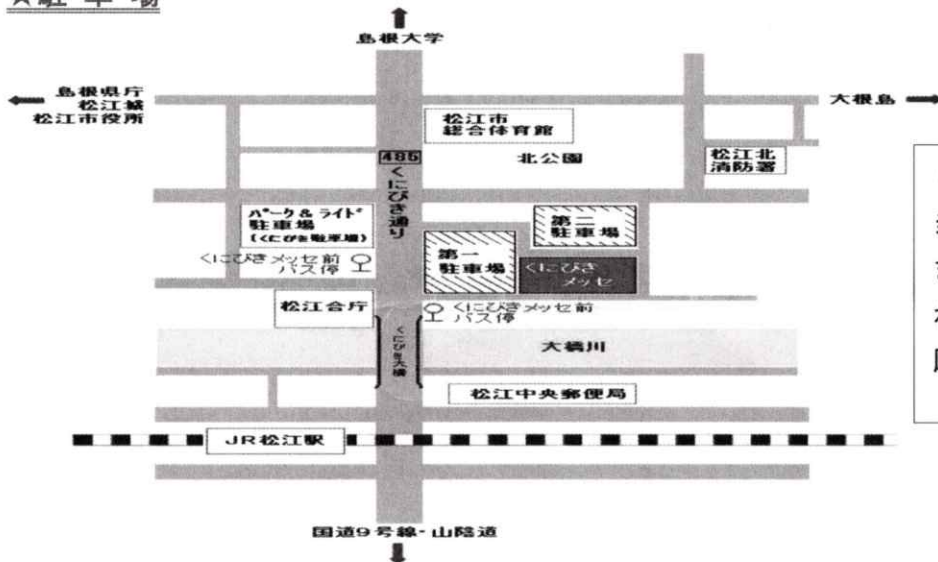 駐車場
島根大学
島根県庁
松江城
松江市役所
大根島
松江市
総合体育館
北公園
松江北
消防署
485
くにびき通り
パーク&ライド
駐車場
(くにびき駐車場)
第二
駐車場
第一
駐車場
くにびき
メッセ
くにびきメッセ前
バス停
松江合庁
くにびきメッセ前
バス停
くにびき大橋
大橋川
松江中央郵便局
JR松江駅
国道9号線・山陰道